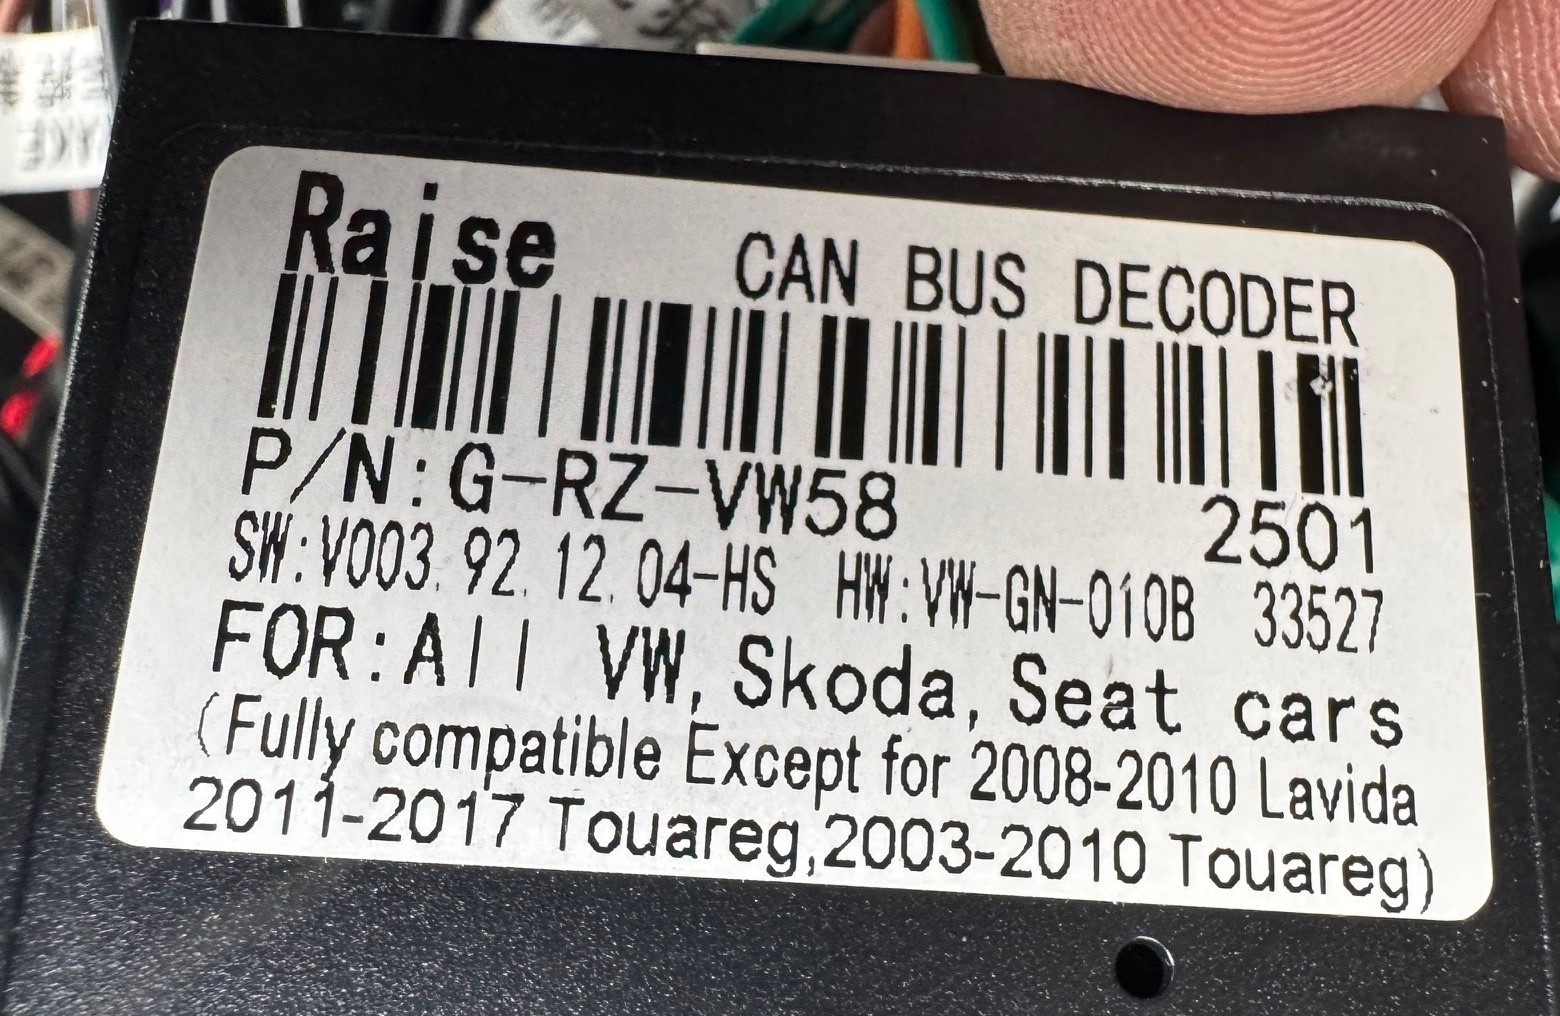 Raise CAN BUS DECODER
P/N:G-RZ-VW58 2501
SW:V003.92.12.04-HS HW:VW-GN-010B 33527
FOR:All VW,Skoda,Seat cars
(Fully compatible Except for 2008-2010 Lavida
2011-2017 Touareg,2003-2010 Touareg)